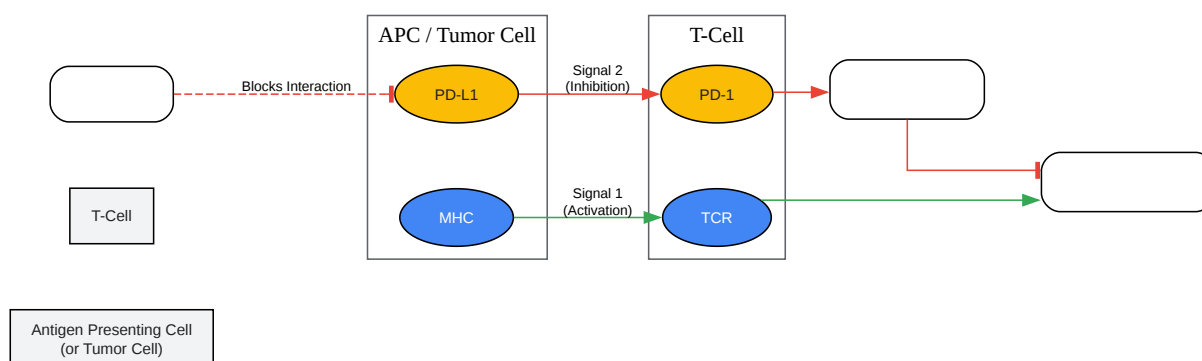 APC / Tumor Cell
T-Cell
Blocks Interaction
PD-L1
Signal 2
(Inhibition)
PD-1
T-Cell
MHC
Signal 1
(Activation)
TCR
Antigen Presenting Cell
(or Tumor Cell)